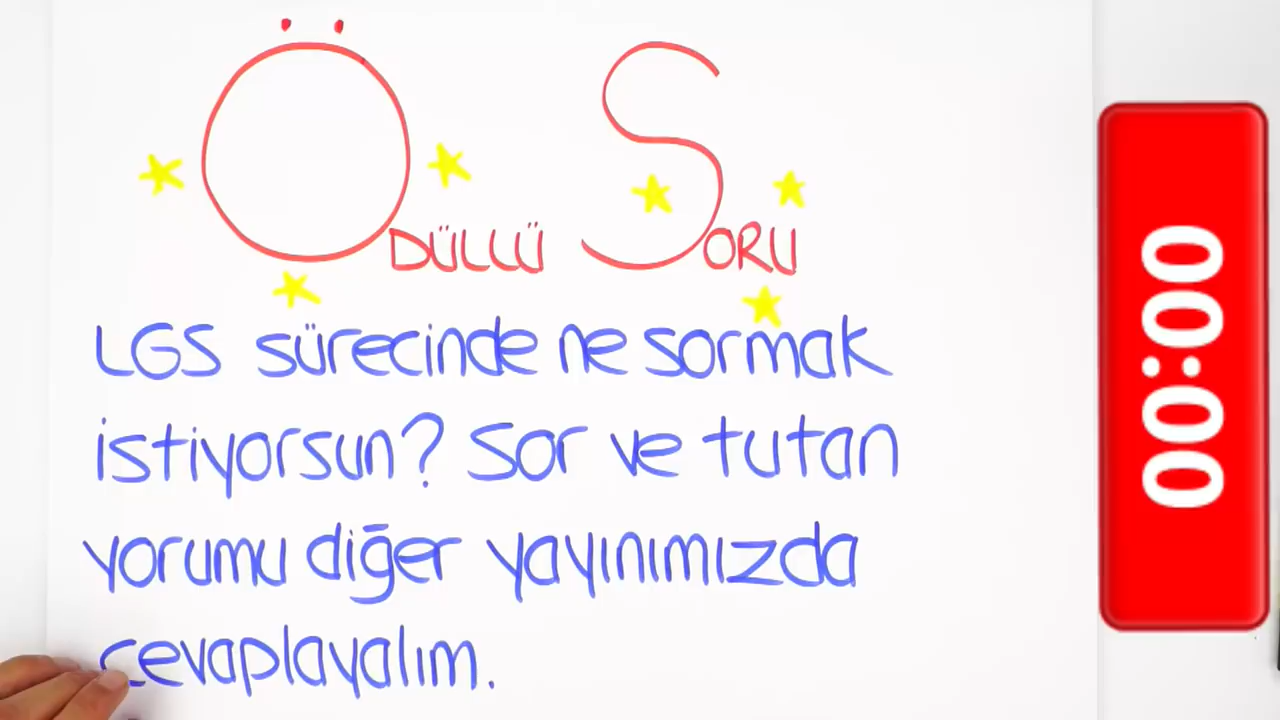 ÖDÜLLÜ SORU
LGS sürecinde ne sormak
istiyorsun? Sor ve tutan
yorumu diğer yayınımızda
cevaplayalım.
00:00